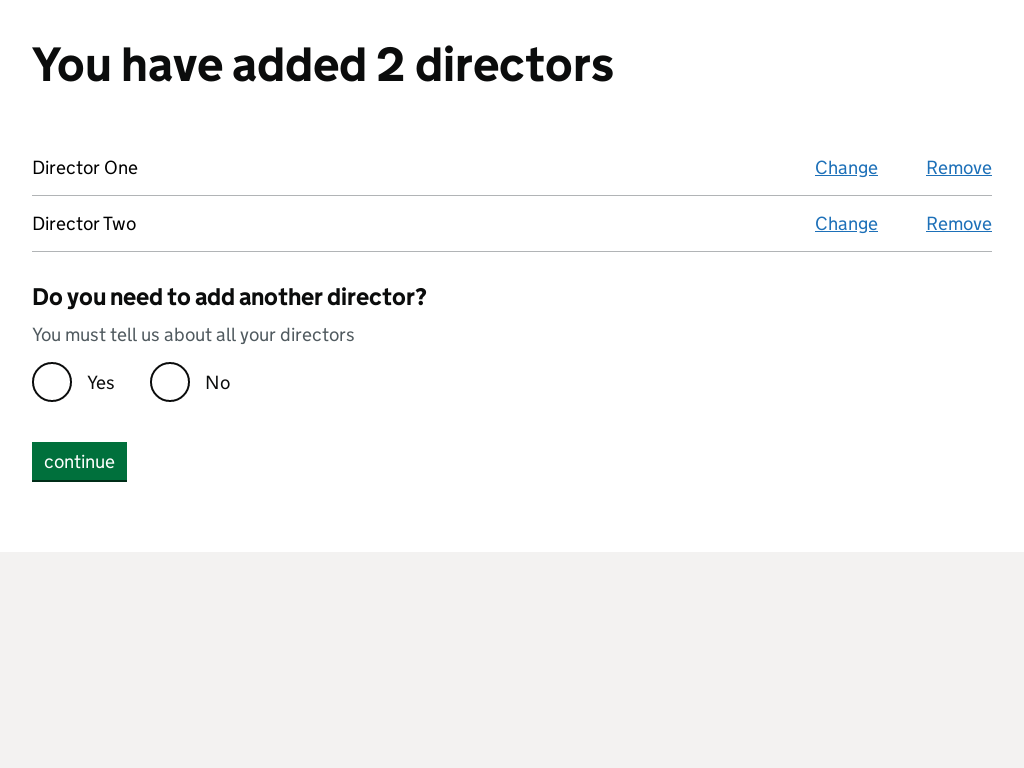 You have added 2 directors
Director One Change Remove
Director Two Change Remove
Do you need to add another director?
You must tell us about all your directors
Yes No
continue